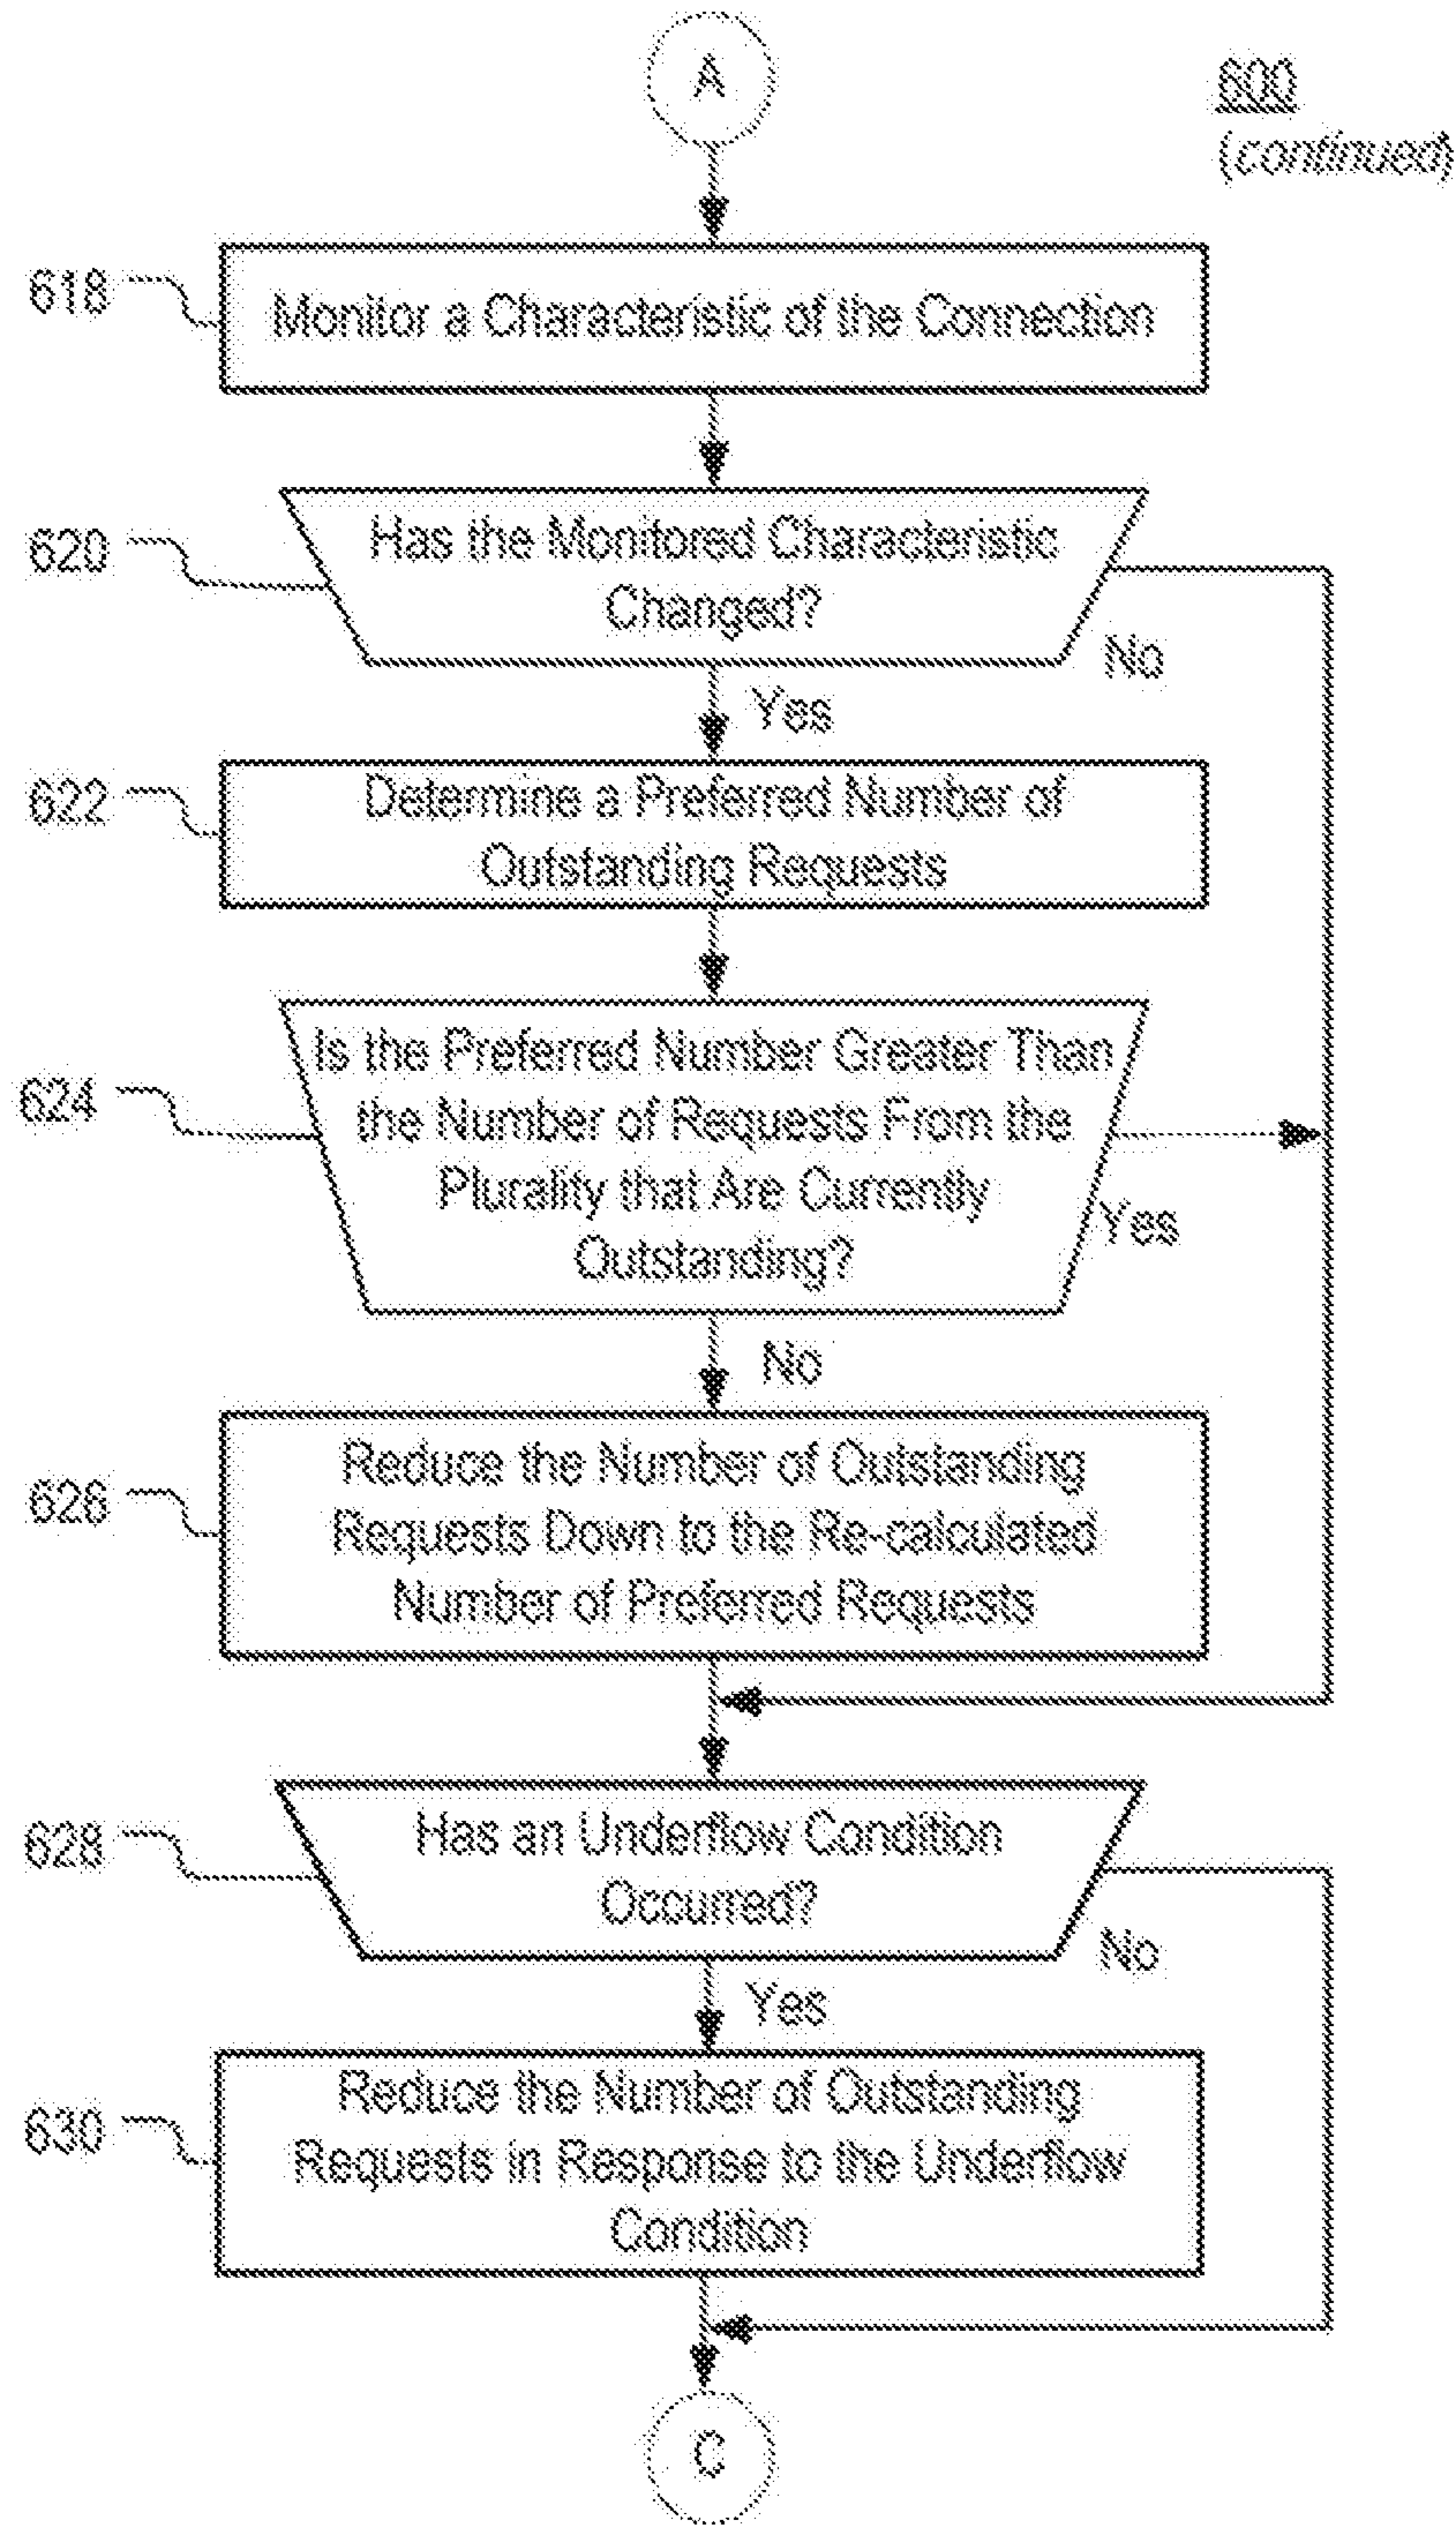 A
600
(continued)
618
Monitor a Characteristic of the Connection
620
Has the Monitored Characteristic
Changed?
No
Yes
622
Determine a Preferred Number of
Outstanding Requests
624
Is the Preferred Number Greater Than
the Number of Requests From the
Plurality that Are Currently
Outstanding?
Yes
No
626
Reduce the Number of Outstanding
Requests Down to the Re-calculated
Number of Preferred Requests
628
Has an Underflow Condition
Occurred?
No
Yes
630
Reduce the Number of Outstanding
Requests in Response to the Underflow
Condition
C